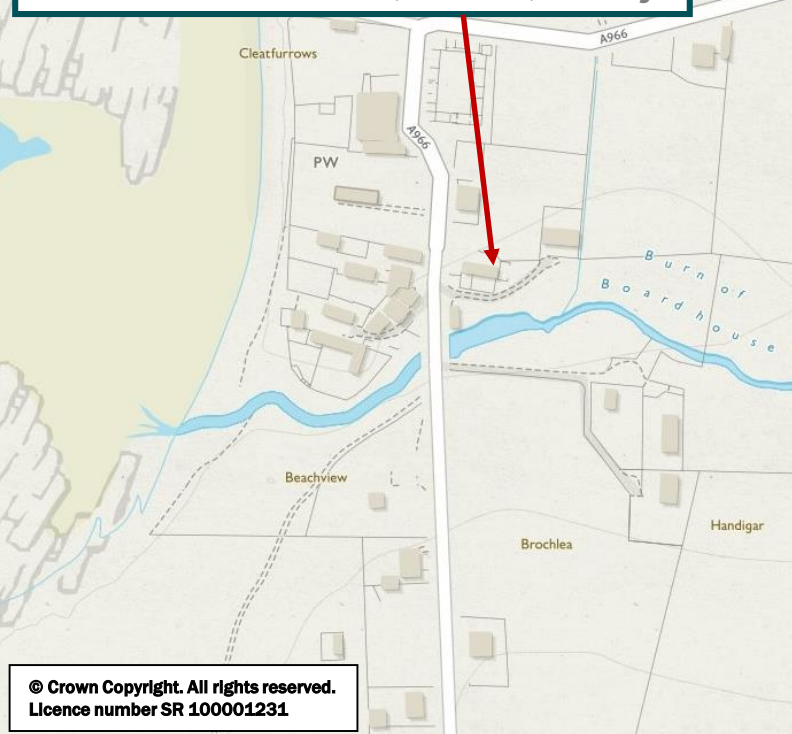 A966
Cleatfurrows
A966
PW
Burn of
Boardhouse
Beachview
Handigar
Brochlea
© Crown Copyright. All rights reserved.
Licence number SR 100001231